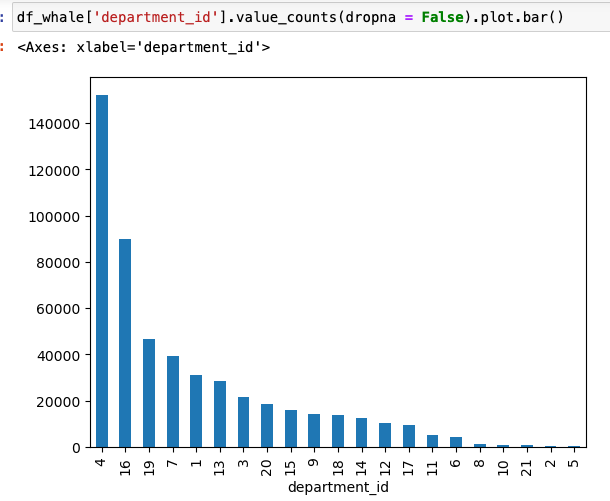 : df_whale['department_id'].value_counts(dropna = False).plot.bar()
: <Axes: xlabel='department_id'>
140000
120000
100000
80000
60000
40000
20000
0
4 16 19 7 1 13 3 20 15 9 18 14 12 17 11 6 8 10 21 2 5
department_id